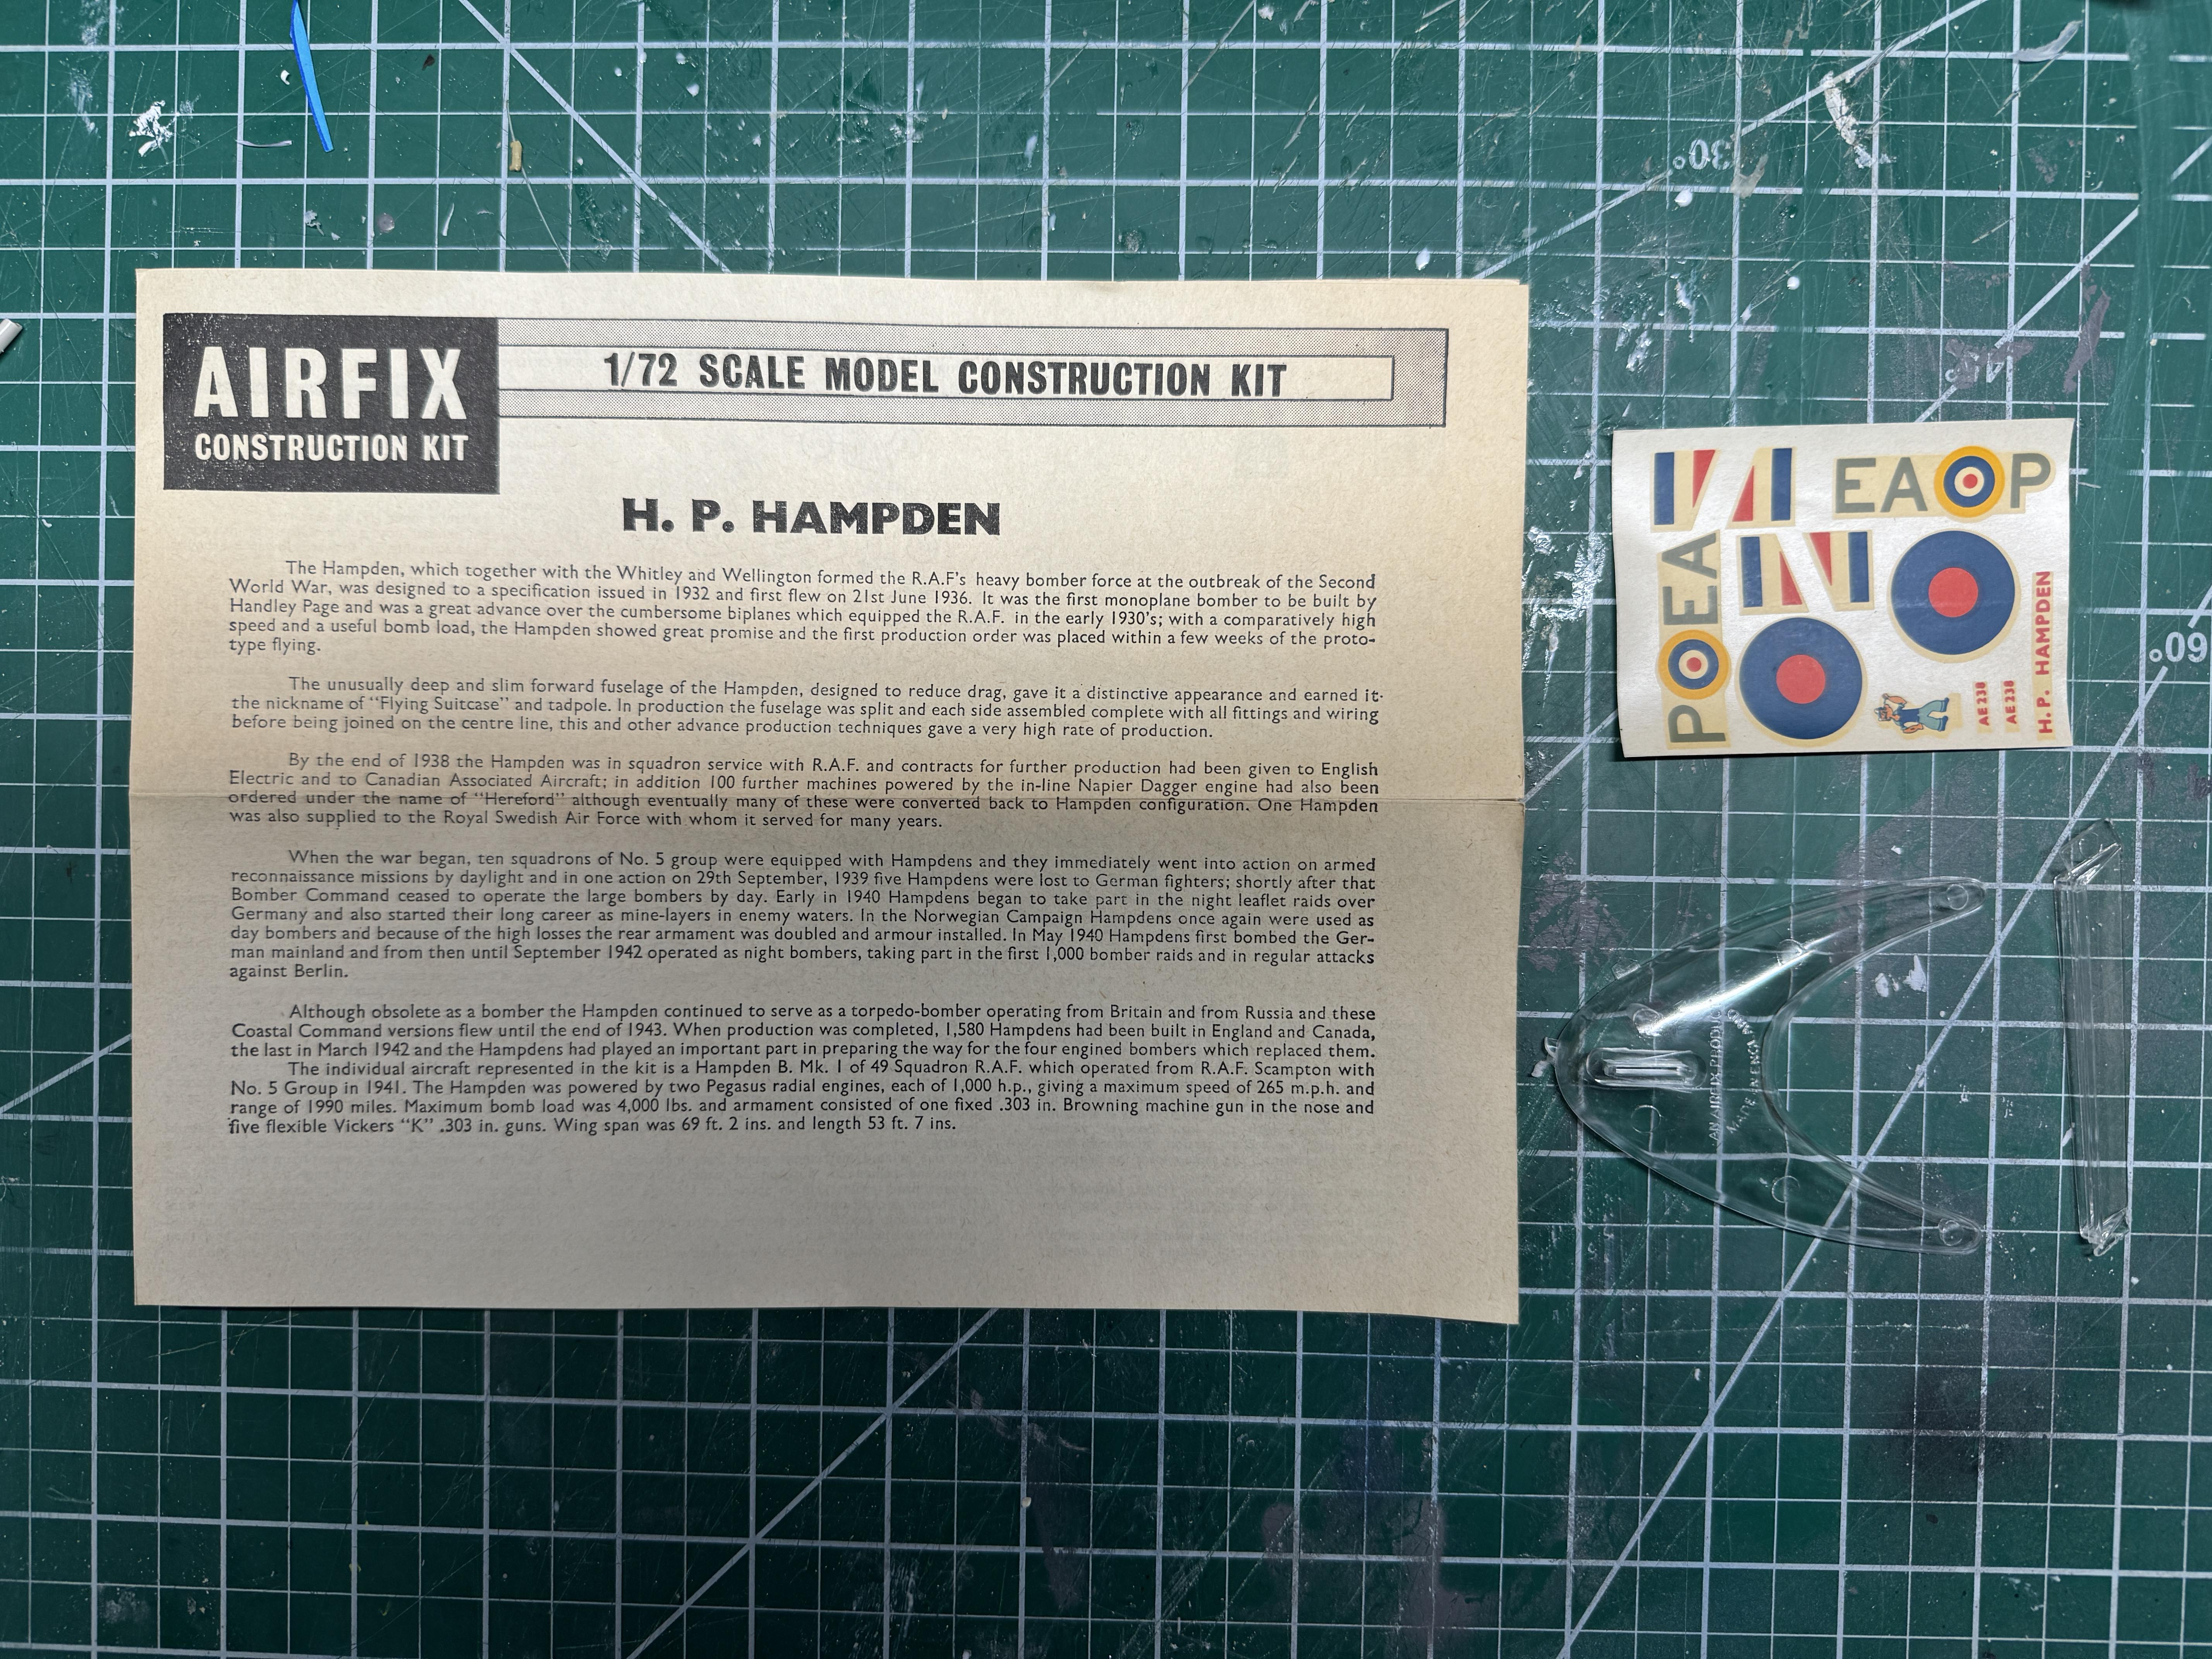 AIRFIX
CONSTRUCTION KIT
1/72 SCALE MODEL CONSTRUCTION KIT
H. P. HAMPDEN
The Hampden, which together with the Whitley and Wellington formed the R.A.F's heavy bomber force at the outbreak of the Second
World War, was designed to a specification issued in 1932 and first flew on 21st June 1936. It was the first monoplane bomber to be built by
Handley Page and was a great advance over the cumbersome biplanes which equipped the R.A.F. in the early 1930's; with a comparatively high
speed and a useful bomb load, the Hampden showed great promise and the first production order was placed within a few weeks of the proto-
type flying.
The unusually deep and slim forward fuselage of the Hampden, designed to reduce drag, gave it a distinctive appearance and earned it-
the nickname of "Flying Suitcase" and tadpole. In production the fuselage was split and each side assembled complete with all fittings and wiring
before being joined on the centre line, this and other advance production techniques gave a very high rate of production.
By the end of 1938 the Hampden was in squadron service with R.A.F. and contracts for further production had been given to English
Electric and to Canadian Associated Aircraft; in addition 100 further machines powered by the in-line Napier Dagger engine had also been
ordered under the name of "Hereford" although eventually many of these were converted back to Hampden configuration. One Hampden
was also supplied to the Royal Swedish Air Force with whom it served for many years.
When the war began, ten squadrons of No. 5 group were equipped with Hampdens and they immediately went into action on armed
reconnaissance missions by daylight and in one action on 29th September, 1939 five Hampdens were lost to German fighters; shortly after that
Bomber Command ceased to operate the large bombers by day. Early in 1940 Hampdens began to take part in the night leaflet raids over
Germany and also started their long career as mine-layers in enemy waters. In the Norwegian Campaign Hampdens once again were used as
day bombers and because of the high losses the rear armament was doubled and armour installed. In May 1940 Hampdens first bombed the Ger-
man mainland and from then until September 1942 operated as night bombers, taking part in the first 1,000 bomber raids and in regular attacks
against Berlin.
Although obsolete as a bomber the Hampden continued to serve as a torpedo-bomber operating from Britain and from Russia and these
Coastal Command versions flew until the end of 1943. When production was completed, 1,580 Hampdens had been built in England and Canada,
the last in March 1942 and the Hampdens had played an important part in preparing the way for the four engined bombers which replaced them.
The individual aircraft represented in the kit is a Hampden B. Mk. 1 of 49 Squadron R.A.F. which operated from R.A.F. Scampton with
No. 5 Group in 1941. The Hampden was powered by two Pegasus radial engines, each of 1,000 h.p., giving a maximum speed of 265 m.p.h. and
range of 1990 miles. Maximum bomb load was 4,000 lbs. and armament consisted of one fixed .303 in. Browning machine gun in the nose and
five flexible Vickers "K" .303 in. guns. Wing span was 69 ft. 2 ins. and length 53 ft. 7 ins.
EA P
P EA
AE 238
AE 238
H. P. HAMPDEN
AN AIRFIX PRODUCT
MADE IN ENGLAND
30°
45°
60°